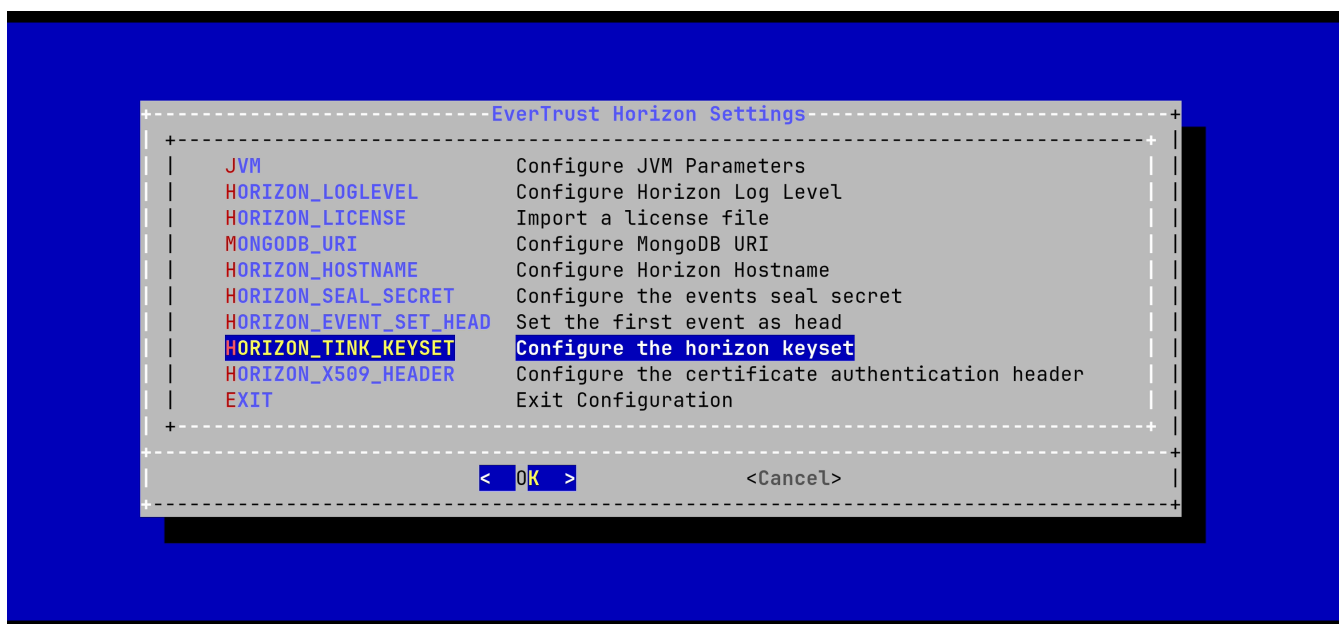 EverTrust Horizon Settings
JVM Configure JVM Parameters
HORIZON_LOGLEVEL Configure Horizon Log Level
HORIZON_LICENSE Import a license file
MONGODB_URI Configure MongoDB URI
HORIZON_HOSTNAME Configure Horizon Hostname
HORIZON_SEAL_SECRET Configure the events seal secret
HORIZON_EVENT_SET_HEAD Set the first event as head
HORIZON_TINK_KEYSET Configure the horizon keyset
HORIZON_X509_HEADER Configure the certificate authentication header
EXIT Exit Configuration
< OK > <Cancel>